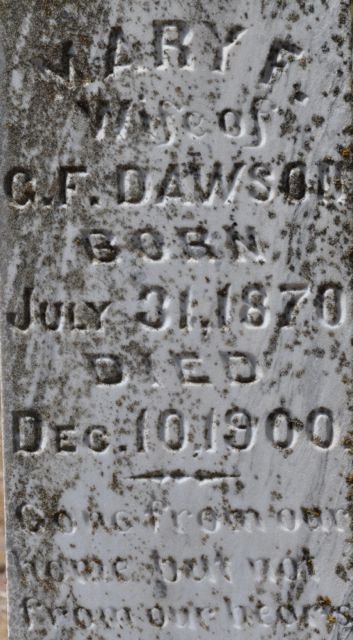 MARY F.
Wife of
C. F. DAWSON
BORN
JULY 31, 1870
DIED
DEC. 10, 1900.
Gone from our
home but not
from our hearts